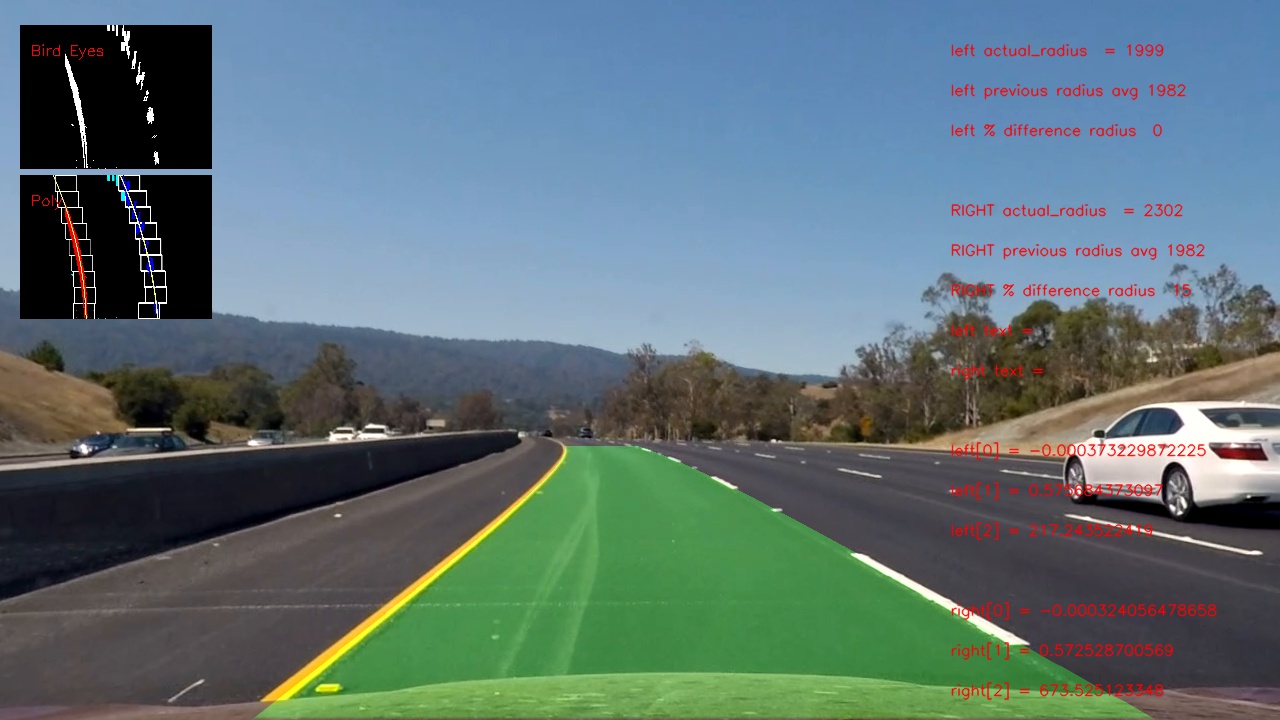 Bird Eyes
Poly
left actual_radius = 1999
left previous radius avg 1982
left % difference radius 0
RIGHT actual_radius = 2302
RIGHT previous radius avg 1982
RIGHT % difference radius 15
left text =
right text =
left[0] = -0.000373229872225
left[1] = 0.575684373097
left[2] = 217.243522419
right[0] = -0.000324056478658
right[1] = 0.572528700569
right[2] = 673.525123348